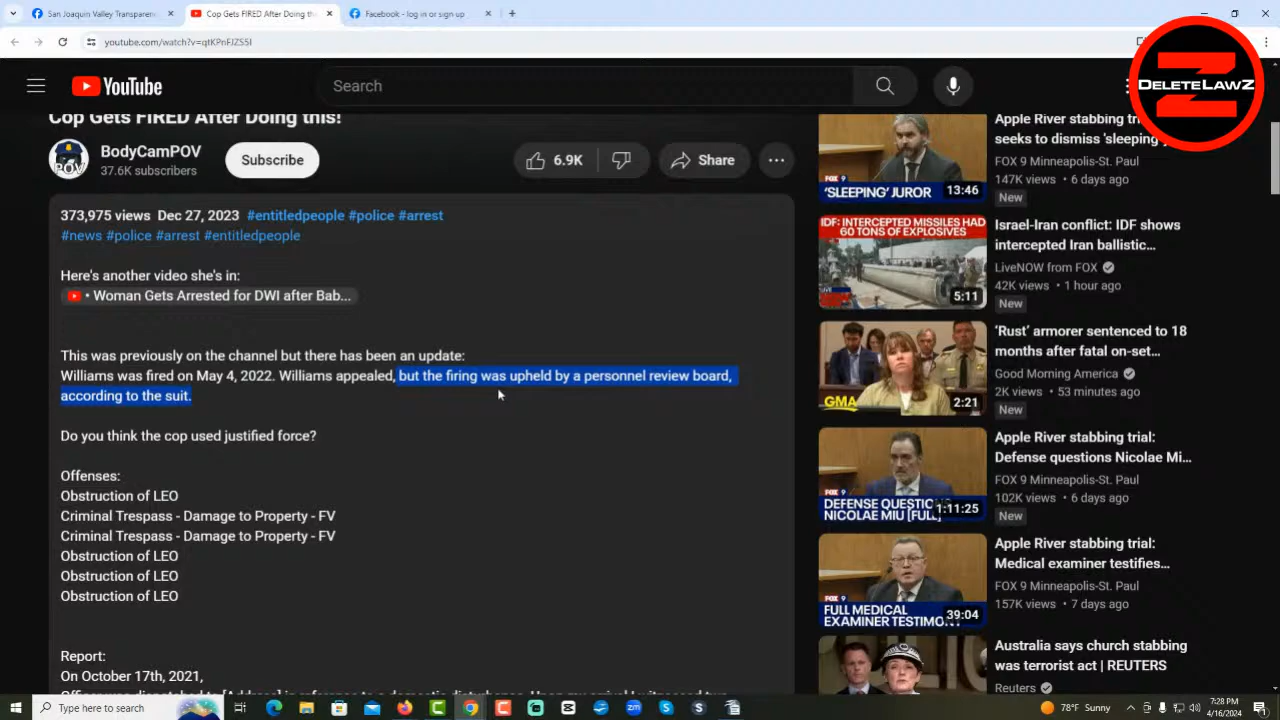 San Joaquin Valley Transparenc
Cop Gets FIRED After Doing th
Facebook - log in or sign up
youtube.com/watch?v=qtKPnFJZS5I
YouTube
Search
DELETELAWZ
Cop Gets FIRED After Doing this!
POV
BodyCamPOV
37.6K subscribers
Subscribe
6.9K
Share
373,975 views Dec 27, 2023 #entitledpeople #police #arrest
#news #police #arrest #entitledpeople
Here's another video she's in:
• Woman Gets Arrested for DWI after Bab...
This was previously on the channel but there has been an update:
Williams was fired on May 4, 2022. Williams appealed, but the firing was upheld by a personnel review board,
according to the suit.
Do you think the cop used justified force?
Offenses:
Obstruction of LEO
Criminal Trespass - Damage to Property - FV
Criminal Trespass - Damage to Property - FV
Obstruction of LEO
Obstruction of LEO
Obstruction of LEO
Report:
On October 17th, 2021,
'SLEEPING' JUROR
13:46
Apple River stabbing
seeks to dismiss 'sleeping
FOX 9 Minneapolis-St. Paul
147K views • 6 days ago
New
IDF: INTERCEPTED MISSILES HAD
60 TONS OF EXPLOSIVES
5:11
Israel-Iran conflict: IDF shows
intercepted Iran ballistic...
LiveNOW from FOX
42K views • 1 hour ago
New
GMA
2:21
'Rust' armorer sentenced to 18
months after fatal on-set...
Good Morning America
2K views • 53 minutes ago
New
DEFENSE QUESTIONS
NICOLAE MIU [FULL]
1:11:25
Apple River stabbing trial:
Defense questions Nicolae Mi...
FOX 9 Minneapolis-St. Paul
102K views • 6 days ago
New
FOX 9
FULL MEDICAL
EXAMINER TESTIMONY
39:04
Apple River stabbing trial:
Medical examiner testifies...
FOX 9 Minneapolis-St. Paul
157K views • 7 days ago
Australia says church stabbing
was terrorist act | REUTERS
Reuters
Type here to search
78°F Sunny
7:28 PM
4/16/2024